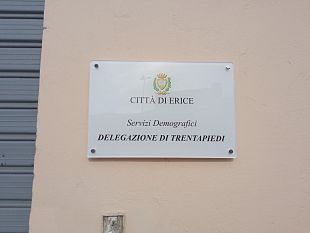 CITTÀ DI ERICE
Servizi Demografici
DELEGAZIONE DI TRENTAPIEDI